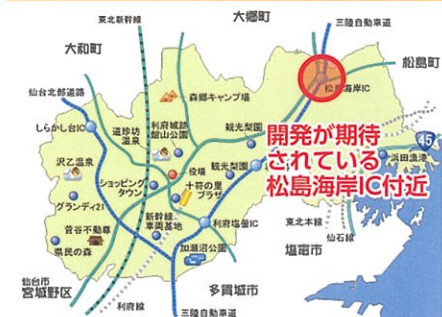 東北新幹線
大郷町
三陸自動車道
大和町
松島町
仙台北部道路
森郷キャンプ場
松島海岸IC
しらかし台IC
道珍坊
温泉
利府城跡
館山公園
観光梨園
開発が期待
されている
松島海岸IC付近
45
浜田漁港
沢乙温泉
役場
観光梨園
ショッピング
タウン
十符の里
プラザ
グランディ21
新幹線
車両基地
利府塩釜IC
東北本線
仙石線
菅谷不動尊
県民の森
加瀬沼公園
塩竈市
仙台市
宮城野区
多賀城市
利府線
三陸自動車道